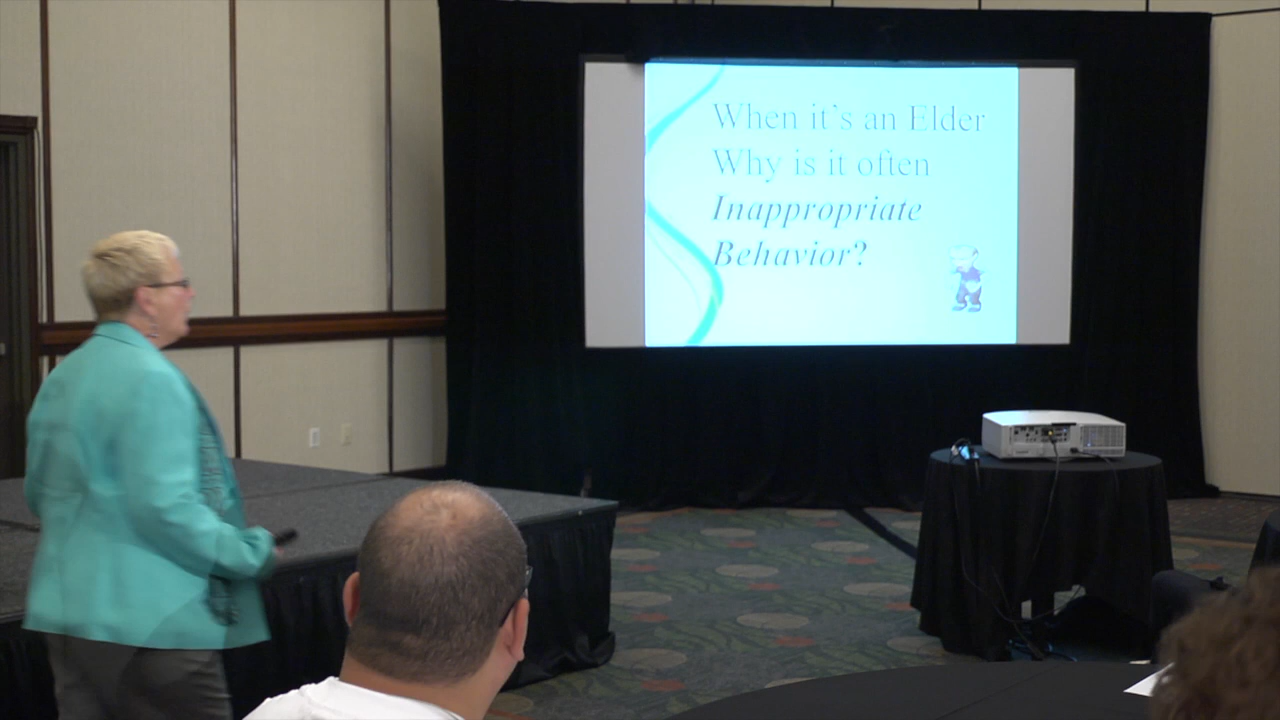 When it's an Elder
Why is it often
Inappropriate
Behavior?